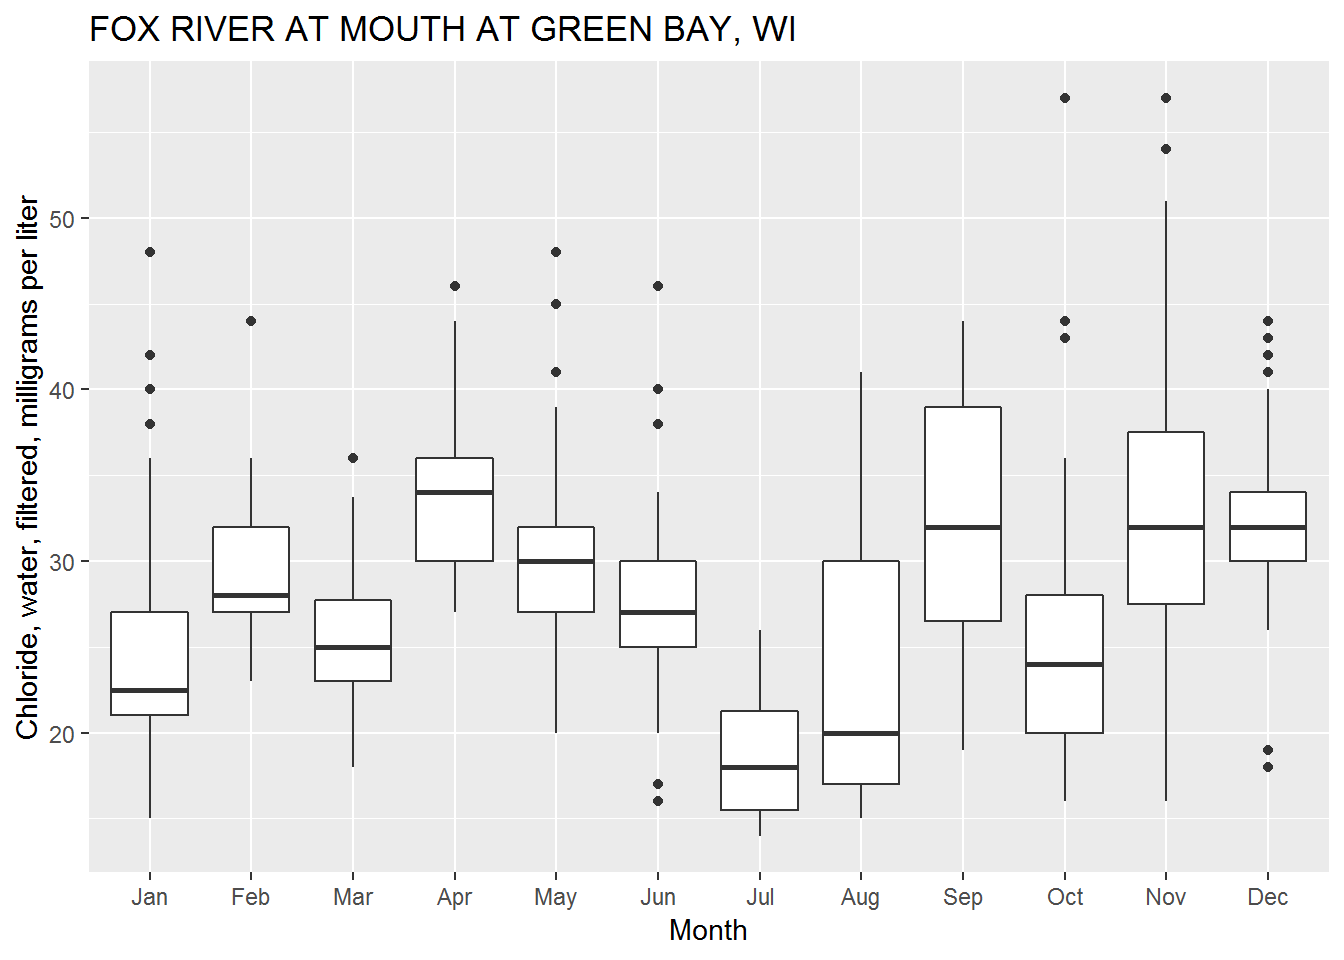 FOX RIVER AT MOUTH AT GREEN BAY, WI
Chloride, water, filtered, milligrams per liter
50
40
30
20
Jan Feb Mar Apr May Jun Jul Aug Sep Oct Nov Dec
Month